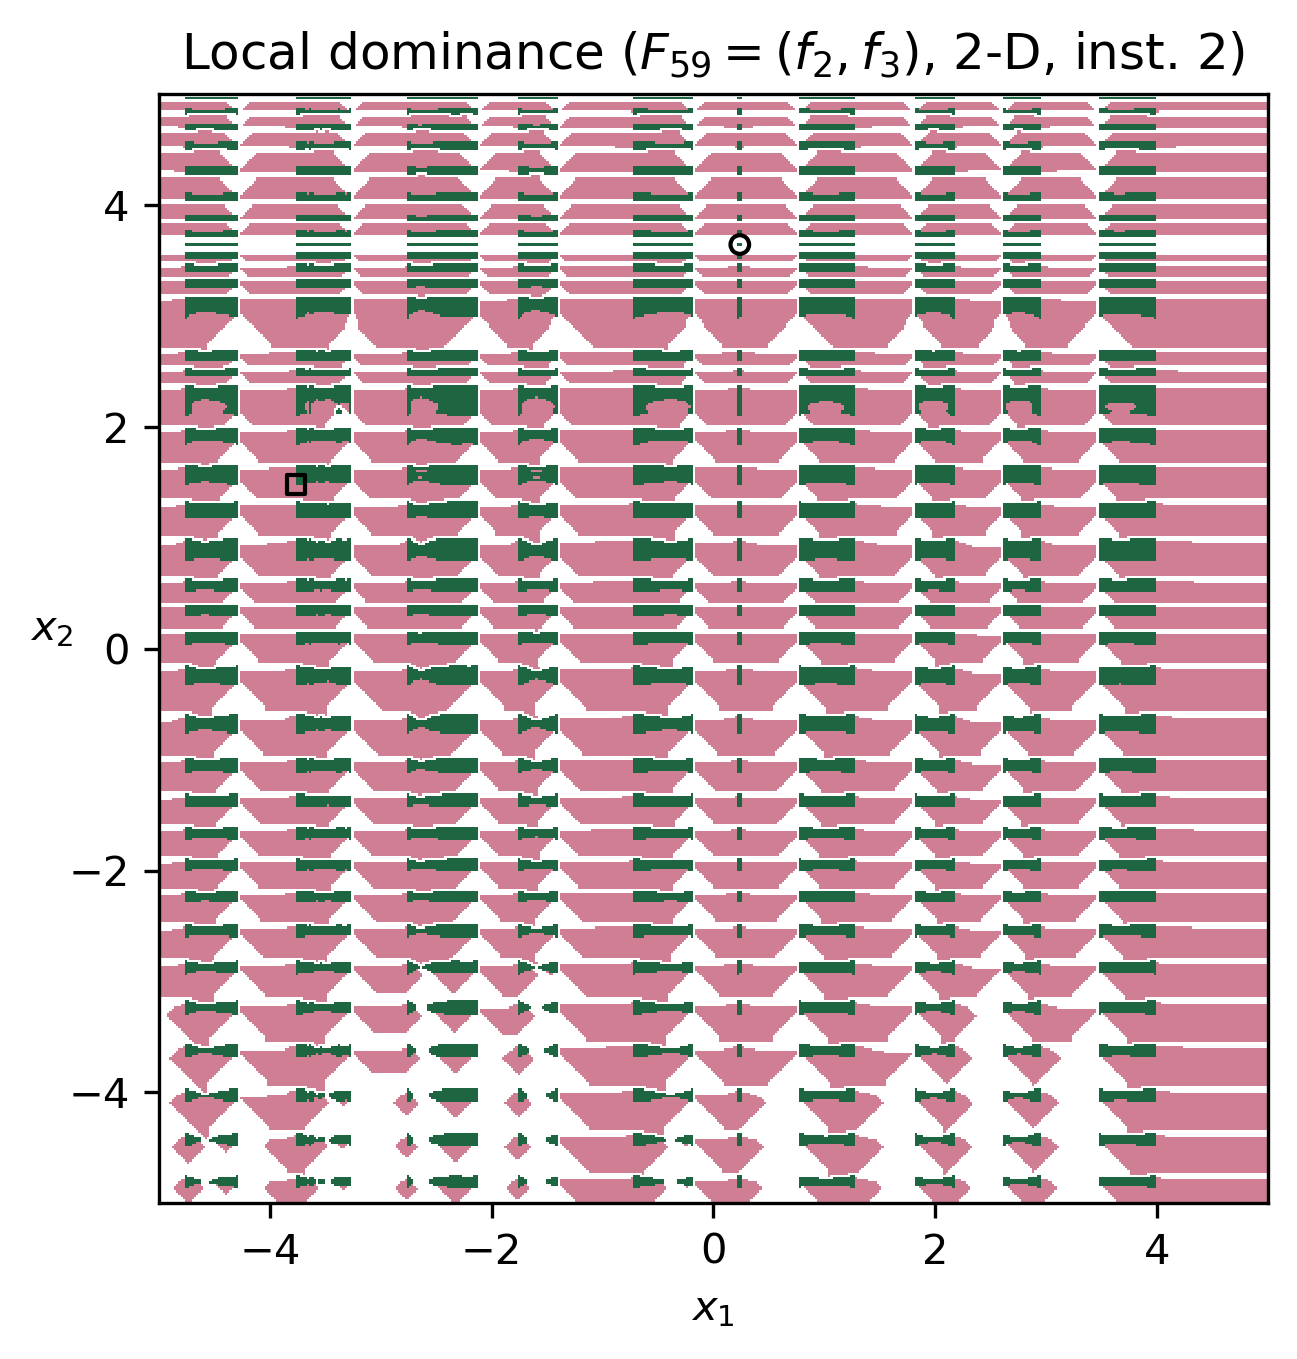 Local dominance (F₅₉ = (f₂, f₃), 2-D, inst. 2)
4
2
x₂
0
−2
−4
−4 −2 0 2 4
x₁